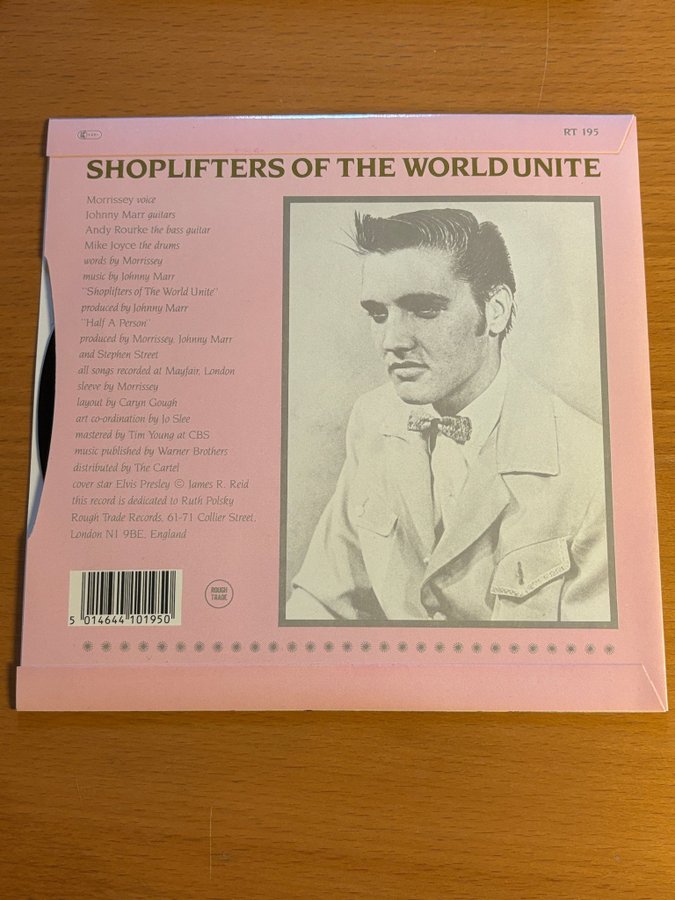 RT 195
SHOPLIFTERS OF THE WORLD UNITE
Morrissey voice
Johnny Marr guitars
Andy Rourke the bass guitar
Mike Joyce the drums
words by Morrissey
music by Johnny Marr
"Shoplifters of The World Unite"
produced by Johnny Marr
"Half A Person"
produced by Morrissey, Johnny Marr
and Stephen Street
all songs recorded at Mayfair, London
sleeve by Morrissey
layout by Caryn Gough
art co-ordination by Jo Slee
mastered by Tim Young at CBS
music published by Warner Brothers
distributed by The Cartel
cover star Elvis Presley © James R. Reid
this record is dedicated to Ruth Polsky
Rough Trade Records, 61-71 Collier Street,
London N1 9BE, England
5 014644 101950
ROUGH
TRADE